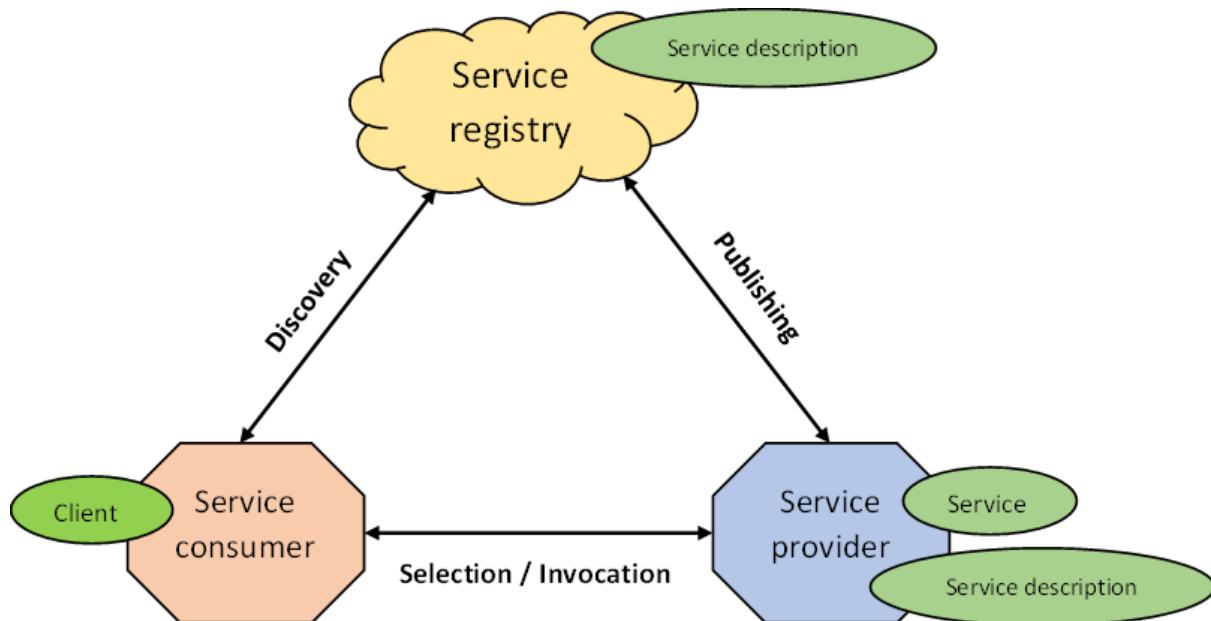 Service description
Service
registry
Discovery
Publishing
Client
Service
consumer
Selection / Invocation
Service
provider
Service
Service description